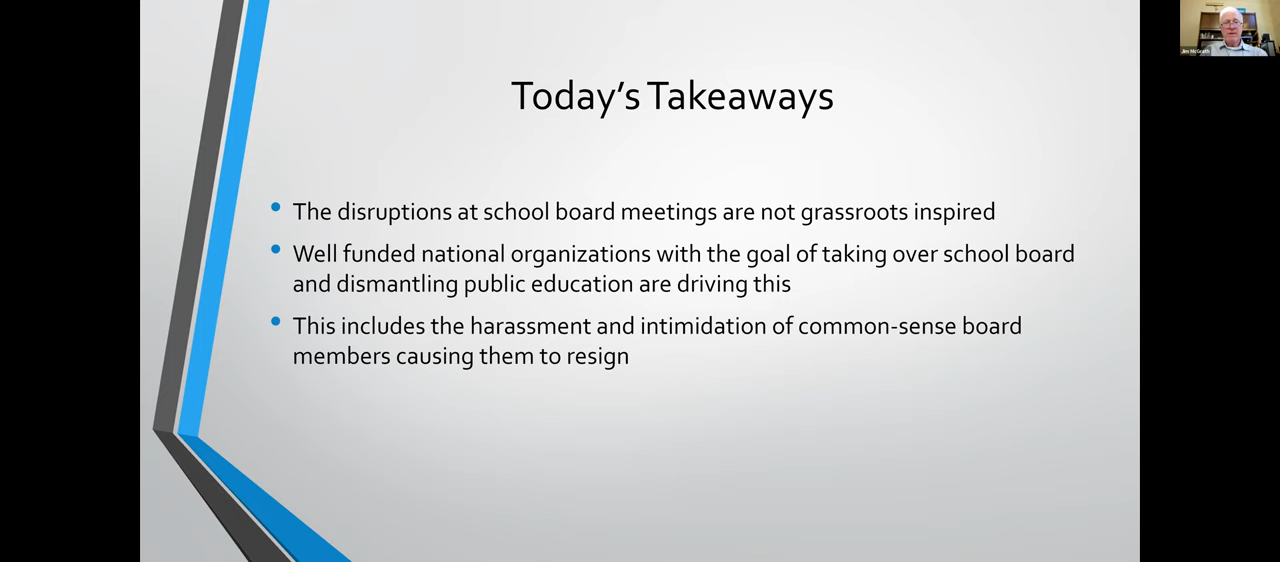 Jim McGrath
Today's Takeaways
• The disruptions at school board meetings are not grassroots inspired
• Well funded national organizations with the goal of taking over school board
and dismantling public education are driving this
• This includes the harassment and intimidation of common-sense board
members causing them to resign